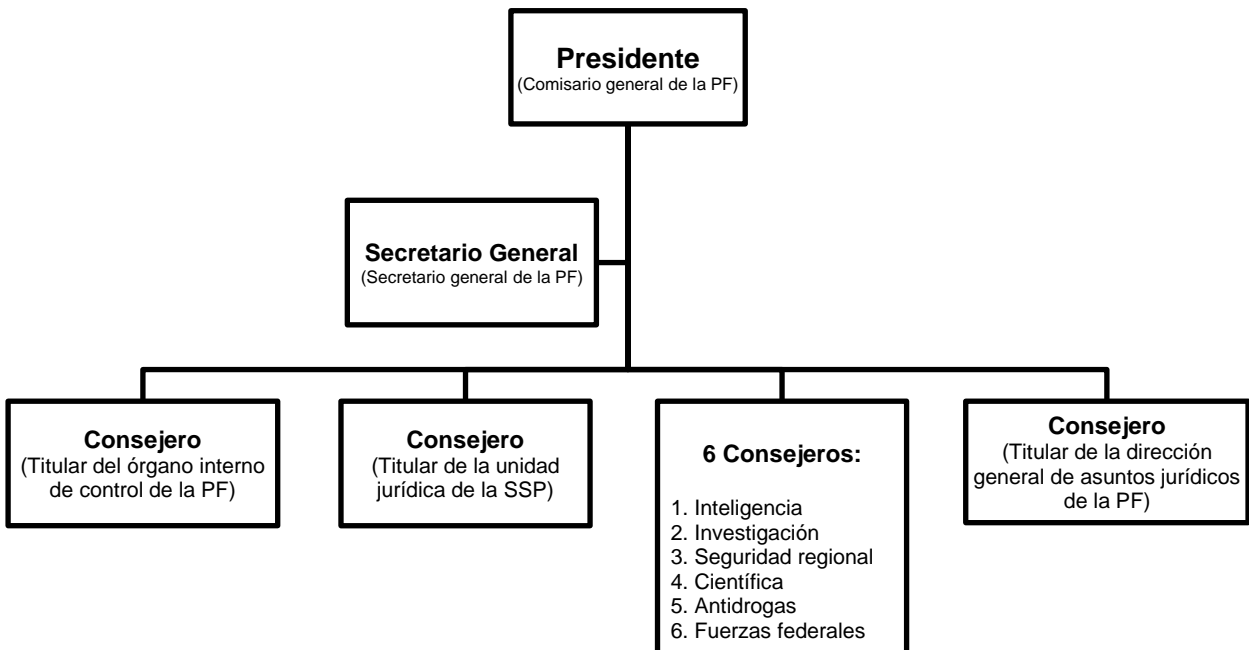 Presidente
(Comisario general de la PF)
Secretario General
(Secretario general de la PF)
Consejero
(Titular del órgano interno
de control de la PF)
Consejero
(Titular de la unidad
jurídica de la SSP)
6 Consejeros:
1. Inteligencia
2. Investigación
3. Seguridad regional
4. Científica
5. Antidrogas
6. Fuerzas federales
Consejero
(Titular de la dirección
general de asuntos jurídicos
de la PF)